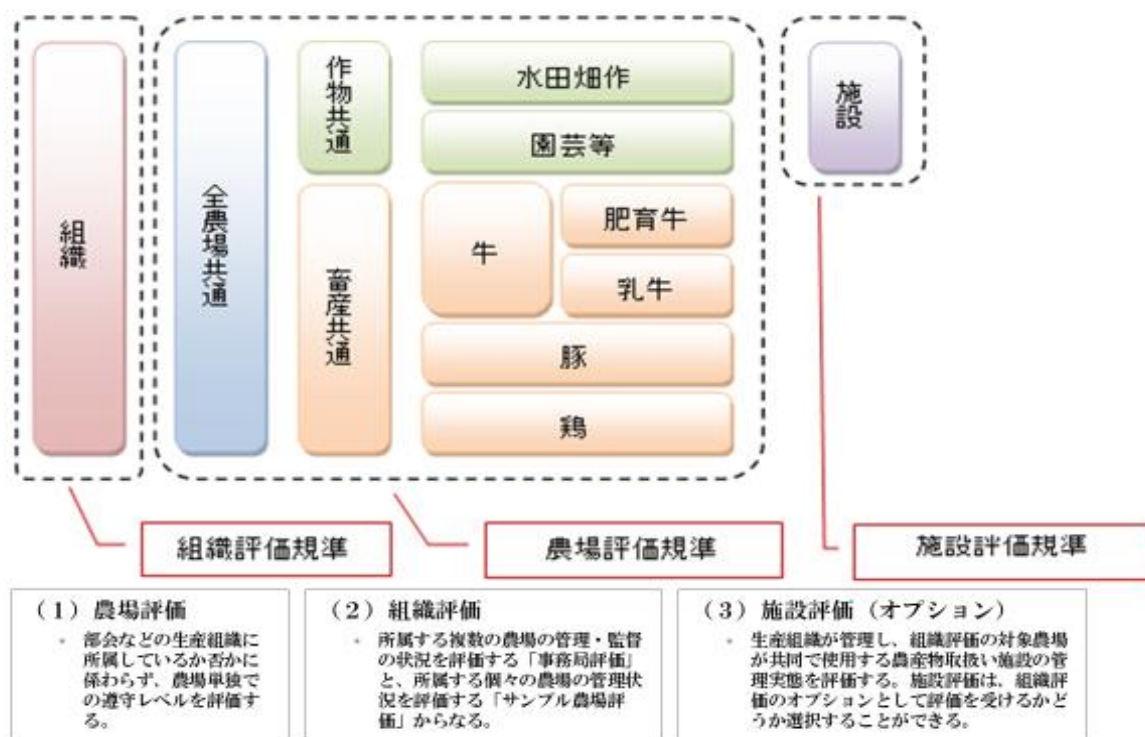 組織
全農場共通
作物共通
畜産共通
水田畑作
園芸等
牛
肥育牛
乳牛
豚
鶏
施設
組織評価規準
農場評価規準
施設評価規準
（1）農場評価
・ 部会などの生産組織に
所属しているか否かに
係わらず、農場単独で
の遵守レベルを評価す
る。
（2）組織評価
・ 所属する複数の農場の管理・監督
の状況を評価する「事務局評価」
と、所属する個々の農場の管理状
況を評価する「サンプル農場評
価」からなる。
（3）施設評価（オプション）
・ 生産組織が管理し、組織評価の対象農場
が共同で使用する農産物取扱い施設の管
理実態を評価する。施設評価は、組織評
価のオプションとして評価を受けるかど
うか選択することができる。